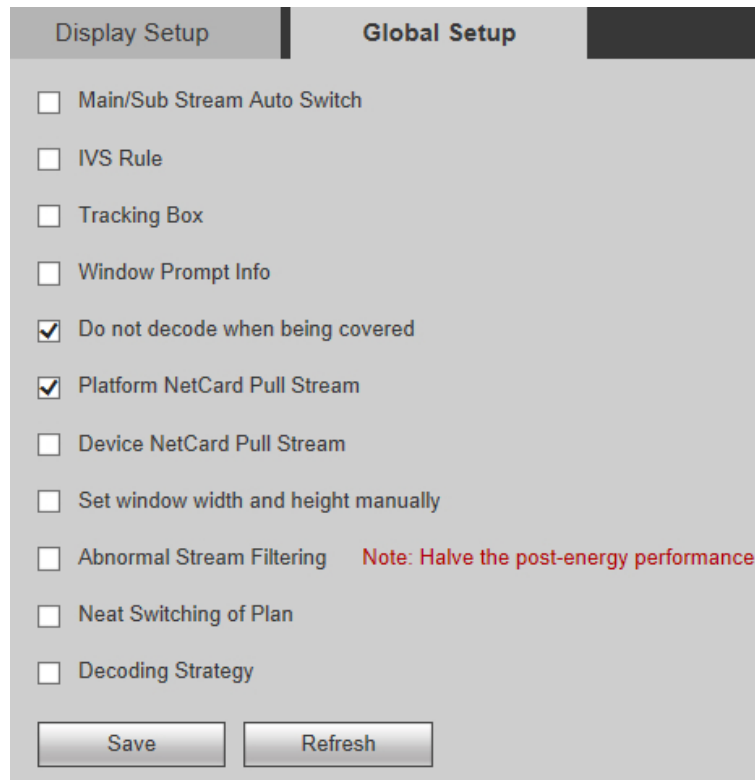 Display Setup Global Setup
Main/Sub Stream Auto Switch
IVS Rule
Tracking Box
Window Prompt Info
Do not decode when being covered
Platform NetCard Pull Stream
Device NetCard Pull Stream
Set window width and height manually
Abnormal Stream Filtering Note: Halve the post-energy performance
Neat Switching of Plan
Decoding Strategy
Save Refresh